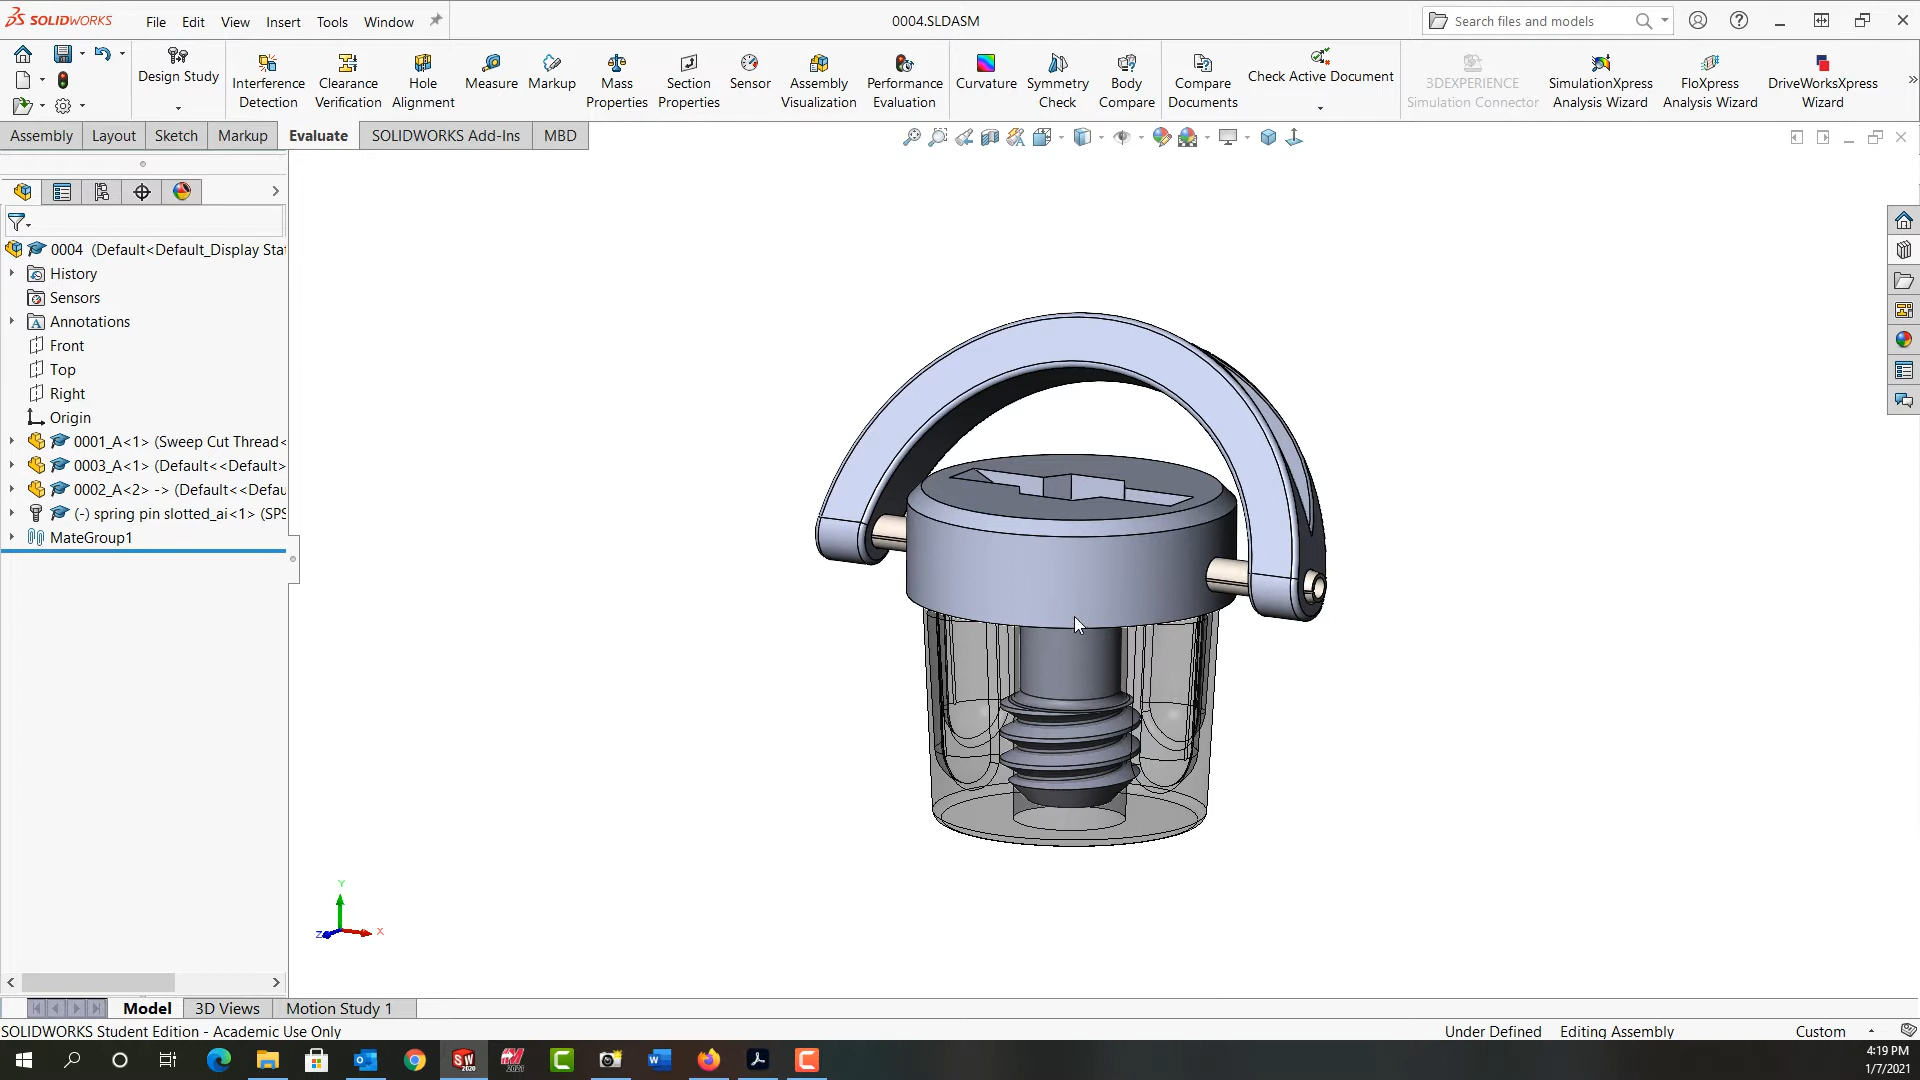 SOLIDWORKS File Edit View Insert Tools Window 0004.SLDASM Search files and models
Design Study
Interference Detection
Clearance Verification
Hole Alignment
Measure
Markup
Mass Properties
Section Properties
Sensor
Assembly Visualization
Performance Evaluation
Curvature
Symmetry Check
Body Compare
Compare Documents
Check Active Document
3DEXPERIENCE Simulation Connector
SimulationXpress Analysis Wizard
FloXpress Analysis Wizard
DriveWorksXpress Wizard
Assembly Layout Sketch Markup Evaluate SOLIDWORKS Add-Ins MBD
0004 (Default<Default_Display Sta
History
Sensors
Annotations
Front
Top
Right
Origin
0001_A<1> (Sweep Cut Thread<
0003_A<1> (Default<<Default>
0002_A<2> -> (Default<<Defau
(-) spring pin slotted_ai<1> (SPS
MateGroup1
Y
Z X
Model 3D Views Motion Study 1
SOLIDWORKS Student Edition - Academic Use Only Under Defined Editing Assembly Custom
4:19 PM
1/7/2021